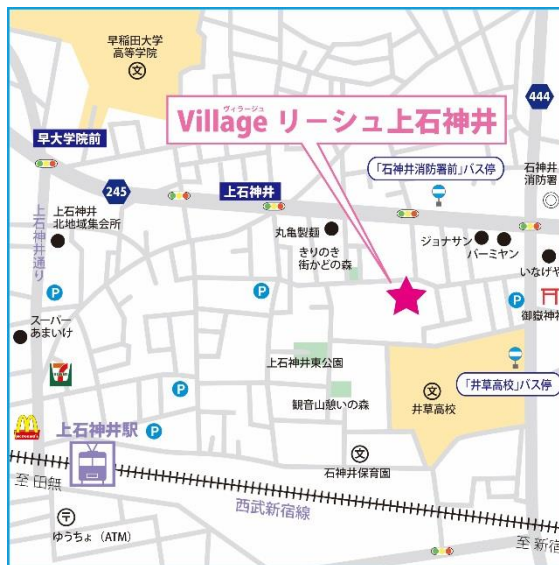 早稲田大学
高等学院
文
ヴィラージュ
Village リーシュ上石神井
444
早大学院前
「石神井消防署前」バス停
石神井
消防署
245
上石神井
上石神井
北地域集会所
丸亀製麺
ジョナサン
バーミヤン
きりのき
街かどの森
いなげや
上石神井通り
P
P
御嶽神社
スーパー
あまいけ
上石神井東公園
7
ELEVEN
P
文
井草高校
「井草高校」バス停
観音山憩いの森
McDonald's
P
上石神井駅
文
石神井保育園
至 田無
西武新宿線
〒
ゆうちょ（ATM）
至 新宿